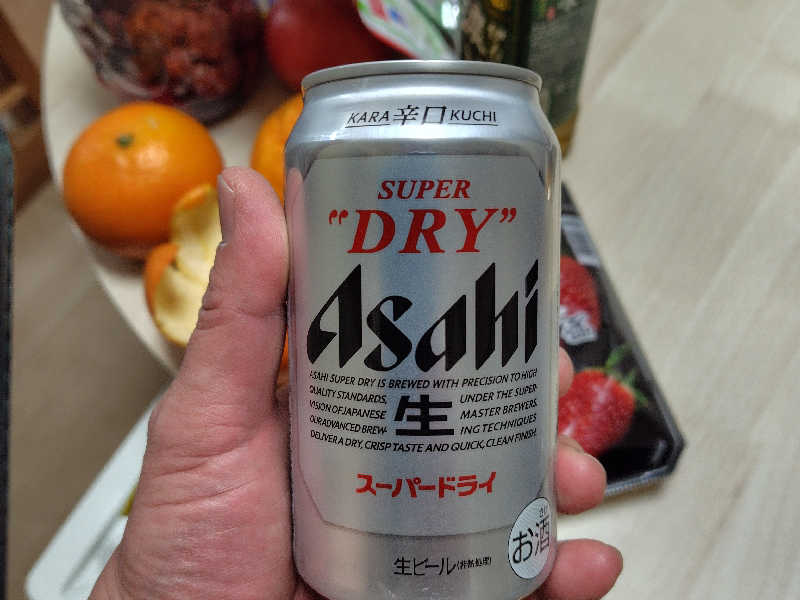 KARA 辛口 KUCHI
SUPER
“DRY”
Asahi
ASAHI SUPER DRY IS BREWED WITH PRECISION TO HIGH
QUALITY STANDARDS, UNDER THE SUPER-
VISION OF JAPANESE MASTER BREWERS.
OUR ADVANCED BREW- ING TECHNIQUES
生
DELIVER A DRY, CRISP TASTE AND QUICK, CLEAN FINISH.
スーパードライ
お酒
生ビール(非熱処理)